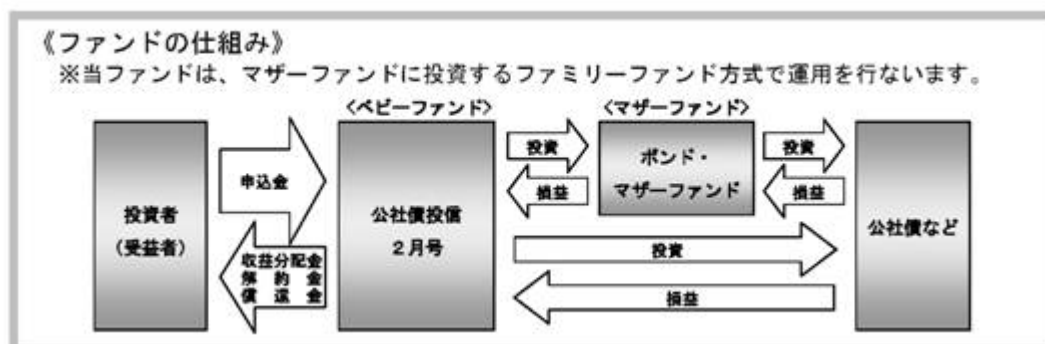 《ファンドの仕組み》
※当ファンドは、マザーファンドに投資するファミリーファンド方式で運用を行ないます。
〈ベビーファンド〉
〈マザーファンド〉
投資者
(受益者)
申込金
収益分配金
解約金
償還金
公社債投信
2月号
投資
損益
ボンド・
マザーファンド
投資
損益
投資
損益
公社債など